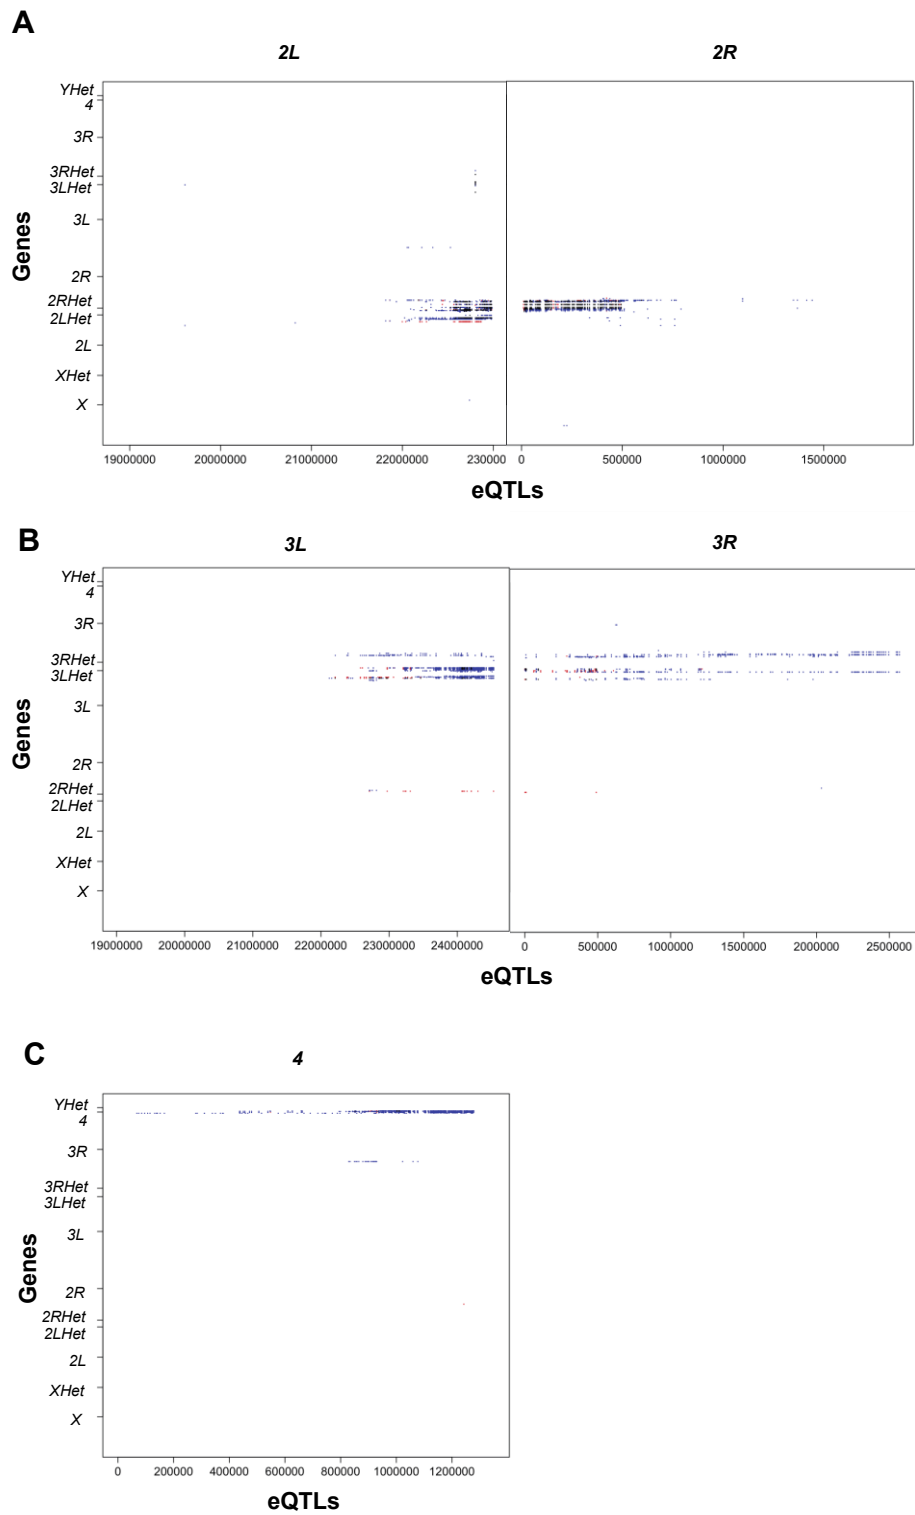 A
2L 2R
YHet
4
3R
3RHet
3LHet
3L
2R
2RHet
2LHet
2L
XHet
X
Genes
19000000 20000000 21000000 22000000 230000 0 500000 1000000 1500000
eQTLs
B
3L 3R
YHet
4
3R
3RHet
3LHet
3L
2R
2RHet
2LHet
2L
XHet
X
Genes
19000000 20000000 21000000 22000000 23000000 24000000 0 500000 1000000 1500000 2000000 2500000
eQTLs
C
4
YHet
4
3R
3RHet
3LHet
3L
2R
2RHet
2LHet
2L
XHet
X
Genes
0 200000 400000 600000 800000 1000000 1200000
eQTLs